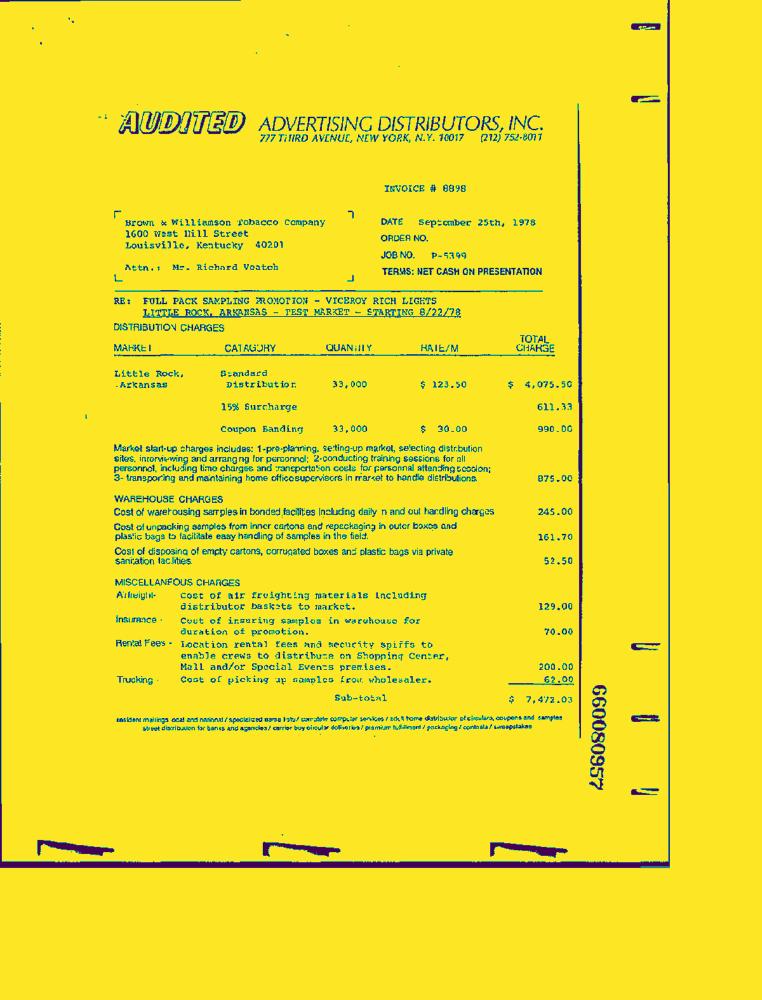 AUDITED ADVERTISING DISTRIBUTORS, INC.
777 THIRD AVENUE, NEW YORK, N.Y. 10017 (212) 752-8011
INVOICE # 8898
Brown & Williamson Tobacco Company
1600 West Hill Street
Louisville, Kentucky 40201
Attn.: Mr. Richard Veatch
DATE September 25th, 1978
ORDER NO.
JOB NO. P-5399
TERMS: NET CASH ON PRESENTATION
RE: FULL PACK SAMPLING PROMOTION - VICEROY RICH LIGHTS
LITTLE ROCK, ARKANSAS - TEST MARKET - STARTING 8/22/78
DISTRIBUTION CHARGES
MARKET CATAGORY QUANTITY RATE/M TOTAL CHARGE
Little Rock, Standard
Arkansas Distribution 33,000 $ 123.50 $ 4,075.50
15% Surcharge 611.33
Coupon Banding 33,000 $ 30.00 990.00
Market start-up charges includes: 1-pre-planning, setting-up market, selecting distribution
sites, interviewing and arranging for personnel; 2-conducting training sessions for all
personnel, including time charges and transportation costs for personnel attending session;
3- transporting and maintaining home office supervisors in market to handle distributions. 875.00
WAREHOUSE CHARGES
Cost of warehousing samples in bonded facilities including daily in and out handling charges 245.00
Cost of unpacking samples from inner cartons and repackaging in outer boxes and
plastic bags to facilitate easy handling of samples in the field. 161.70
Cost of disposing of empty cartons, corrugated boxes and plastic bags via private
sanitation facilities. 52.50
MISCELLANEOUS CHARGES
Airfreight- Cost of air freighting materials including
distributor baskets to market. 129.00
Insurance - Cost of insuring samples in warehouse for
duration of promotion. 70.00
Rental Fees - Location rental fees and security spiffs to
enable crews to distribute on Shopping Center,
Mall and/or Special Events premises. 200.00
Trucking - Cost of picking up samples from wholesaler. 62.00
Sub-total $ 7,472.03
resident mailings local and national / specialized name lists / complete computer services / adult home distributor of circulars, coupons and samples
street distribution for banks and agencies / carrier buy circular deliveries / premium fulfillment / packaging / contests / sweepstakes
660080957